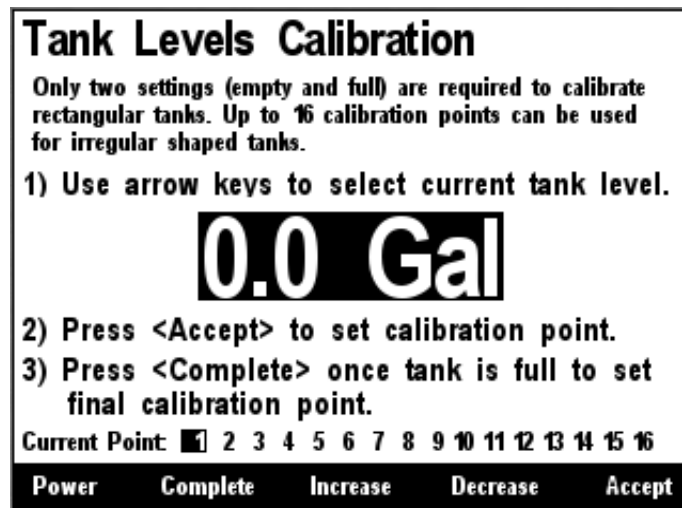 Tank Levels Calibration
Only two settings (empty and full) are required to calibrate
rectangular tanks. Up to 16 calibration points can be used
for irregular shaped tanks.
1) Use arrow keys to select current tank level.
0.0 Gal
2) Press <Accept> to set calibration point.
3) Press <Complete> once tank is full to set
final calibration point.
Current Point: 1 2 3 4 5 6 7 8 9 10 11 12 13 14 15 16
Power Complete Increase Decrease Accept